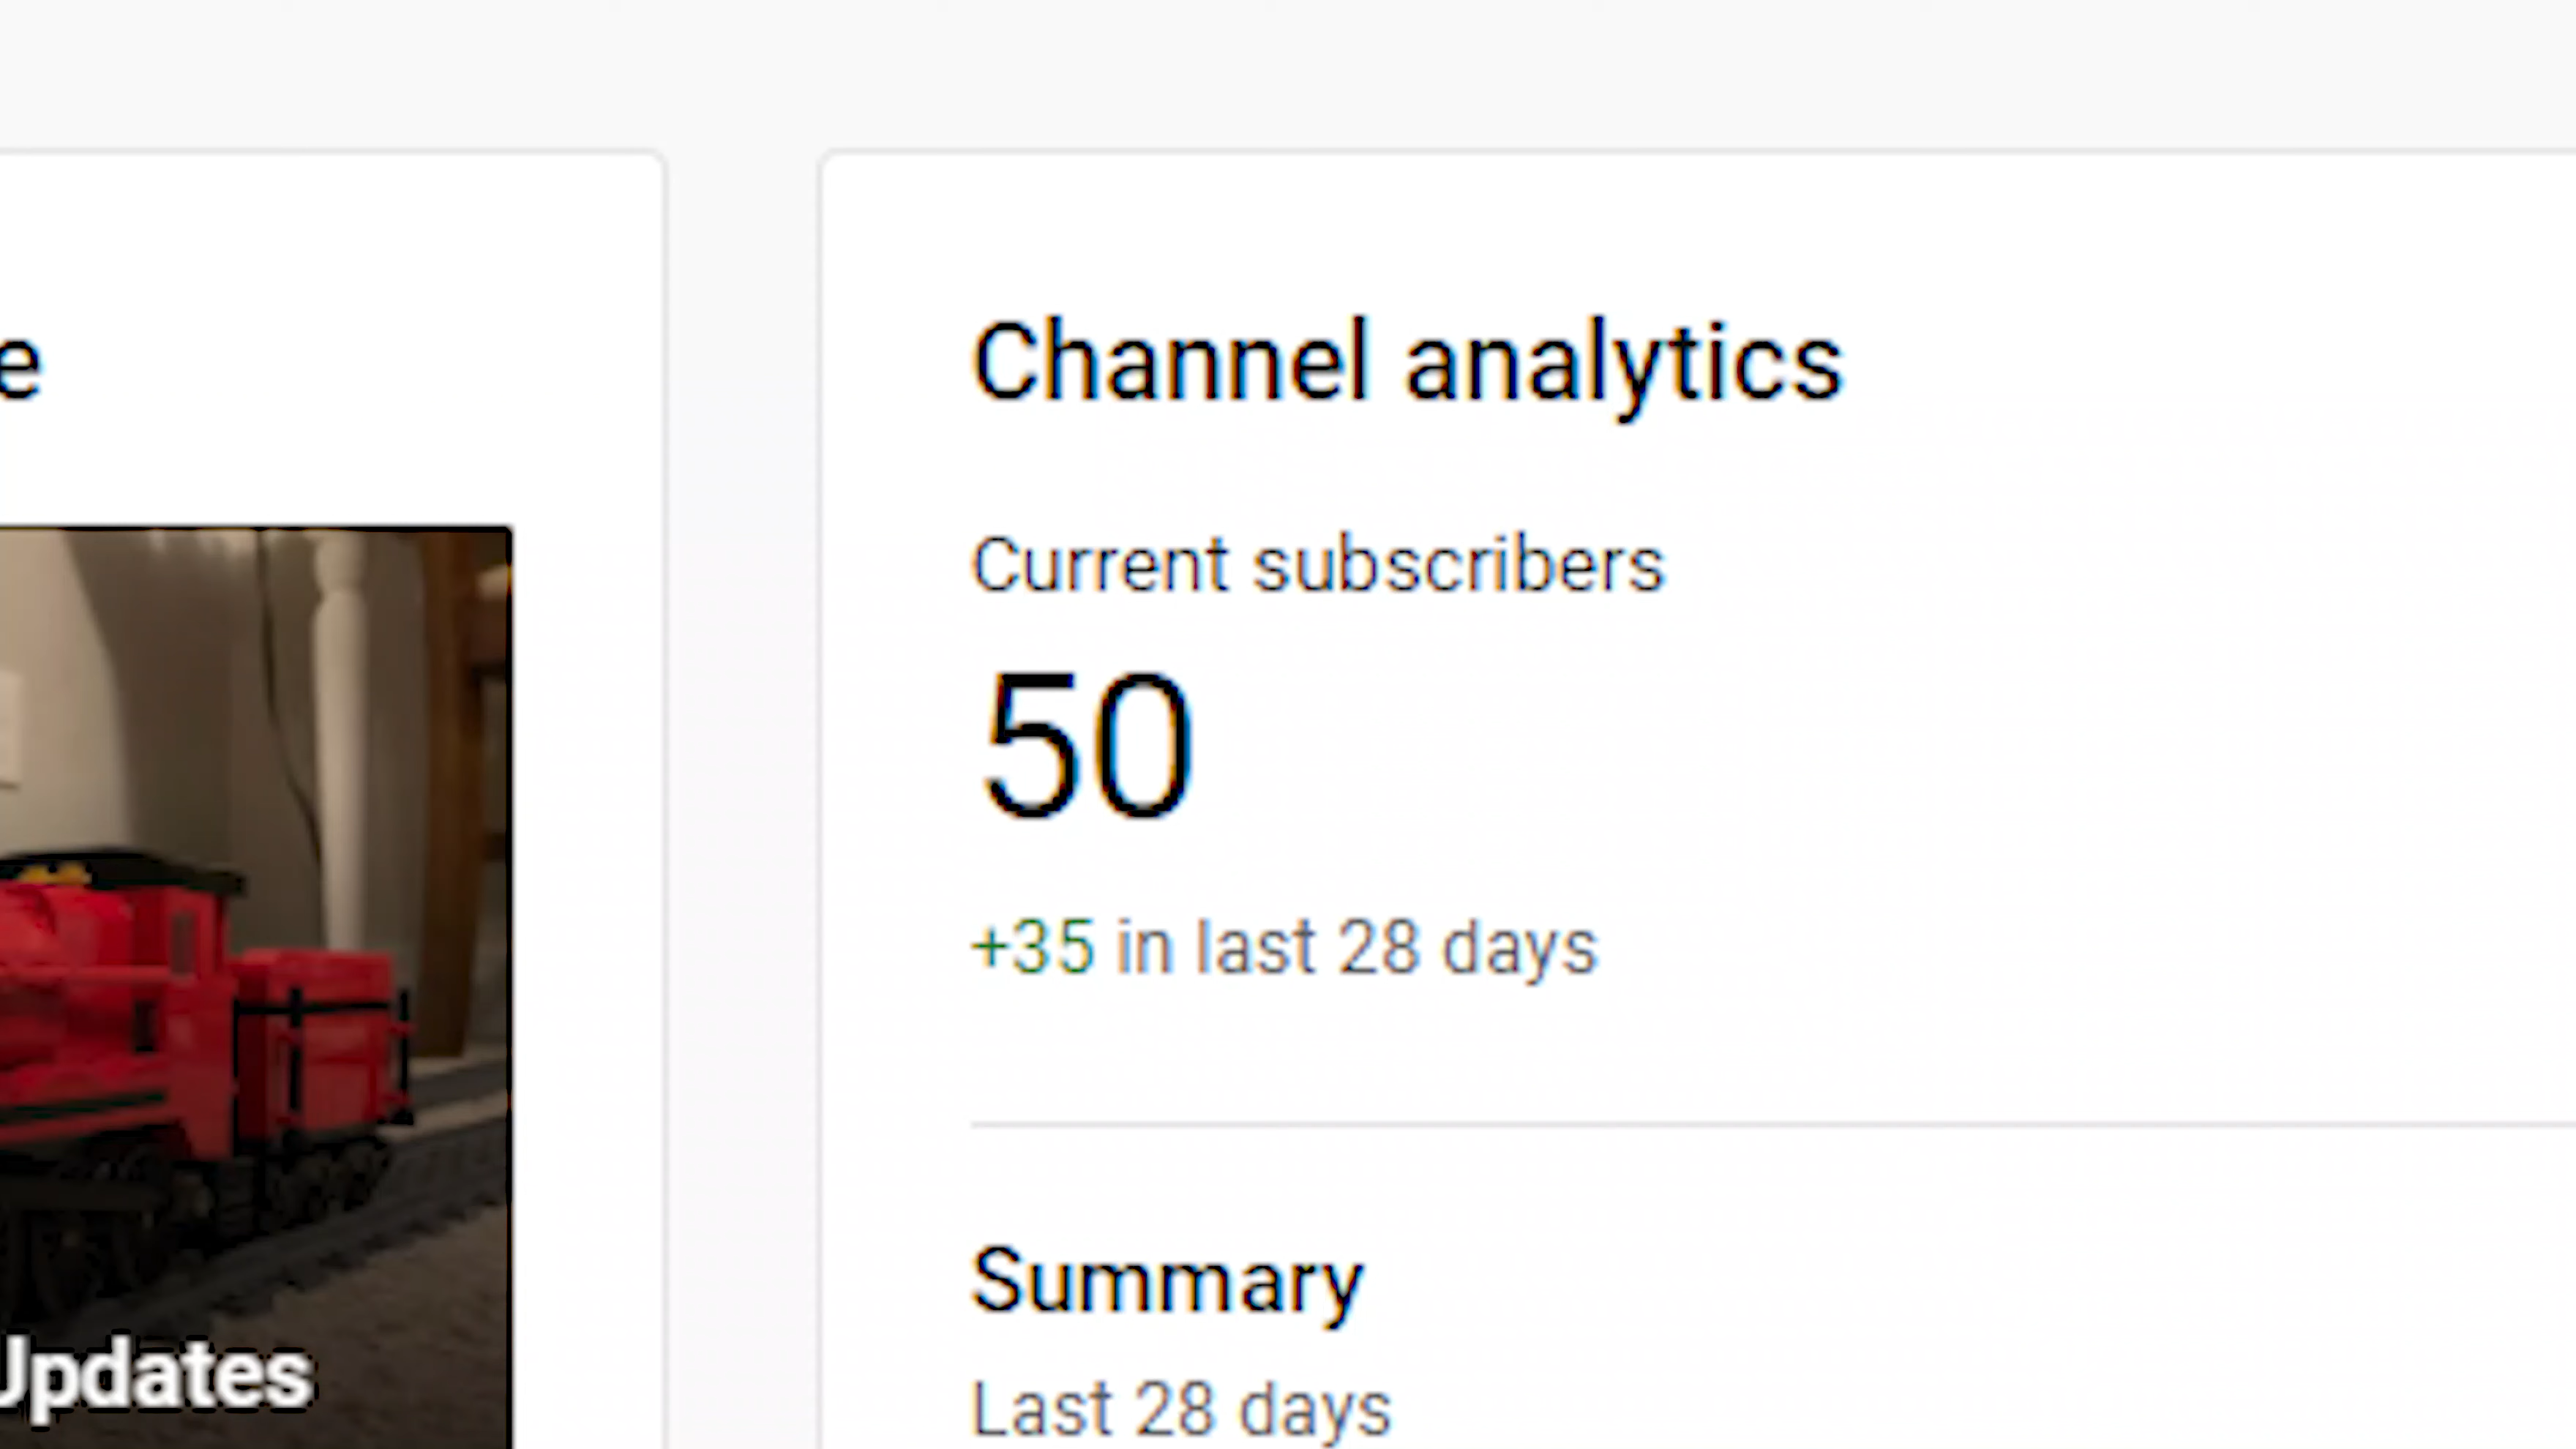 Channel analytics
Current subscribers
50
+35 in last 28 days
Summary
Last 28 days
Updates